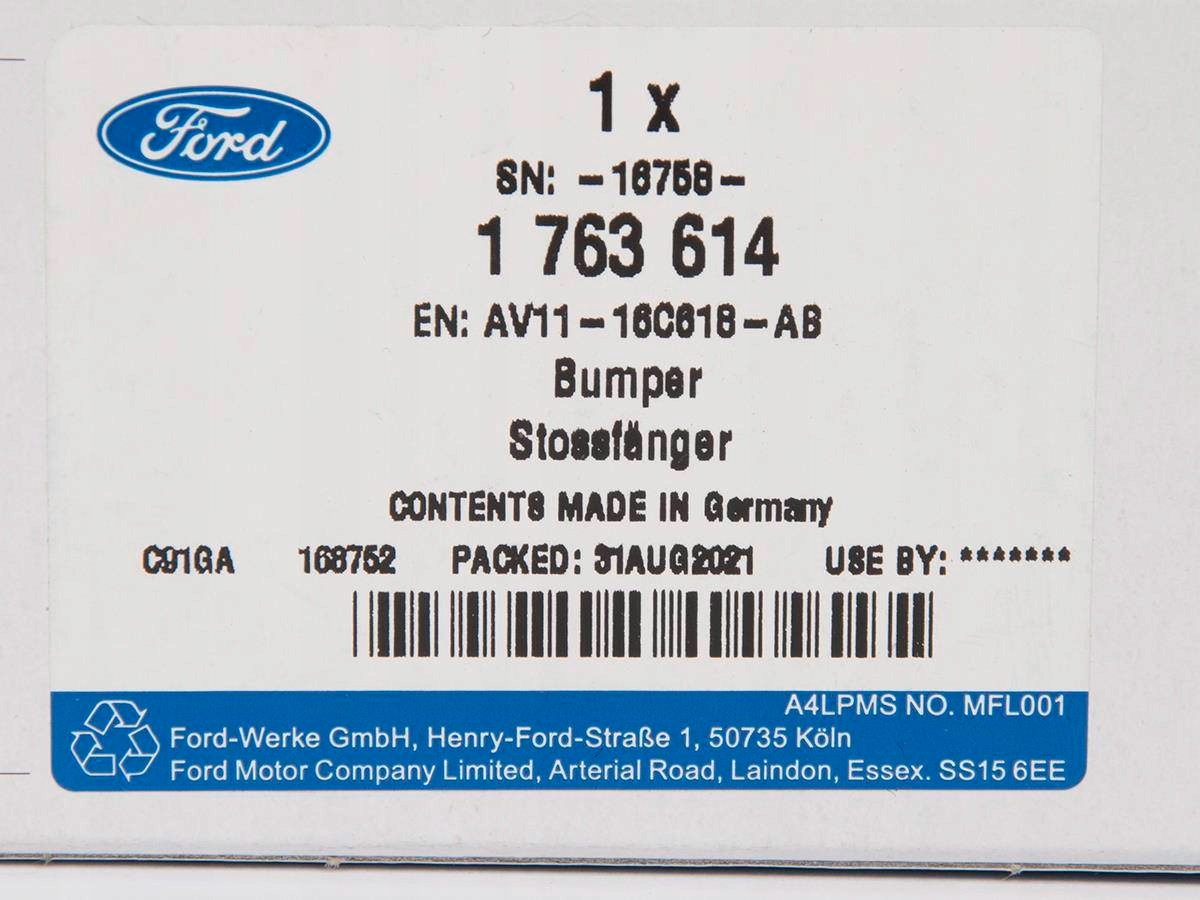 Ford
1 x
SN: -16758-
1 763 614
EN: AV11-16C618-AB
Bumper
Stossfänger
CONTENTS MADE IN Germany
C91GA 168752 PACKED: 31AUG2021 USE BY: *******
A4LPMS NO. MFL001
Ford-Werke GmbH, Henry-Ford-Straße 1, 50735 Köln
Ford Motor Company Limited, Arterial Road, Laindon, Essex. SS15 6EE